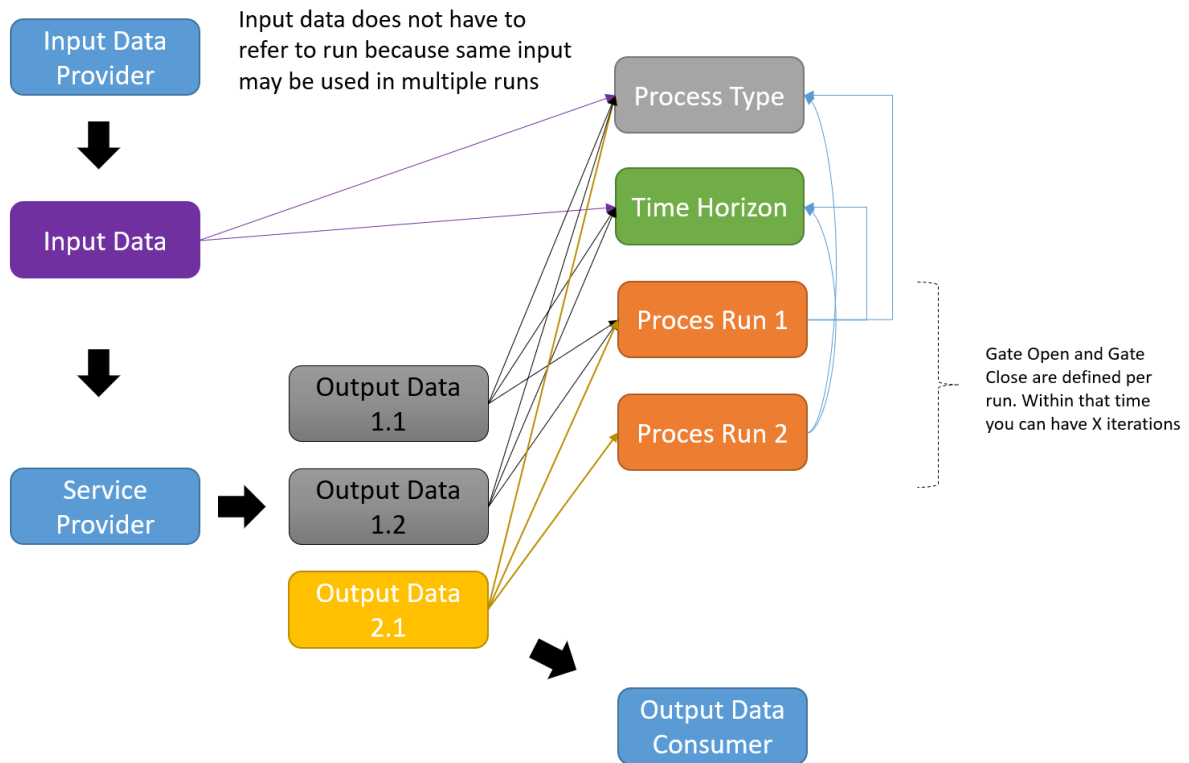 Input Data
Provider
Input data does not have to
refer to run because same input
may be used in multiple runs
Process Type
Input Data
Time Horizon
Proces Run 1
Gate Open and Gate
Close are defined per
run. Within that time
you can have X iterations
Output Data
1.1
Proces Run 2
Service
Provider
Output Data
1.2
Output Data
2.1
Output Data
Consumer